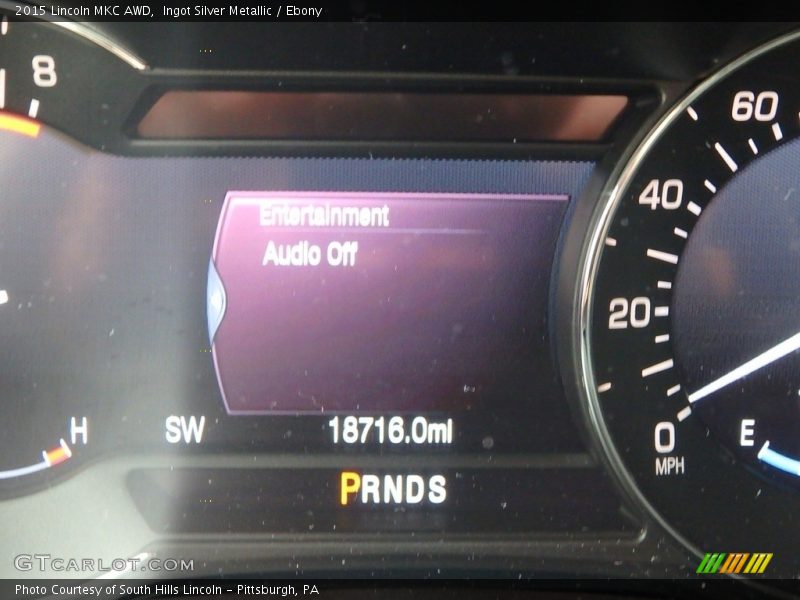 2015 Lincoln MKC AWD,  Ingot Silver Metallic / Ebony
8
60
Entertainment
40
Audio Off
20
H
SW
18716.0mi
0
E
MPH
PRNDS
GTcarlot.com
Photo Courtesy of South Hills Lincoln - Pittsburgh, PA